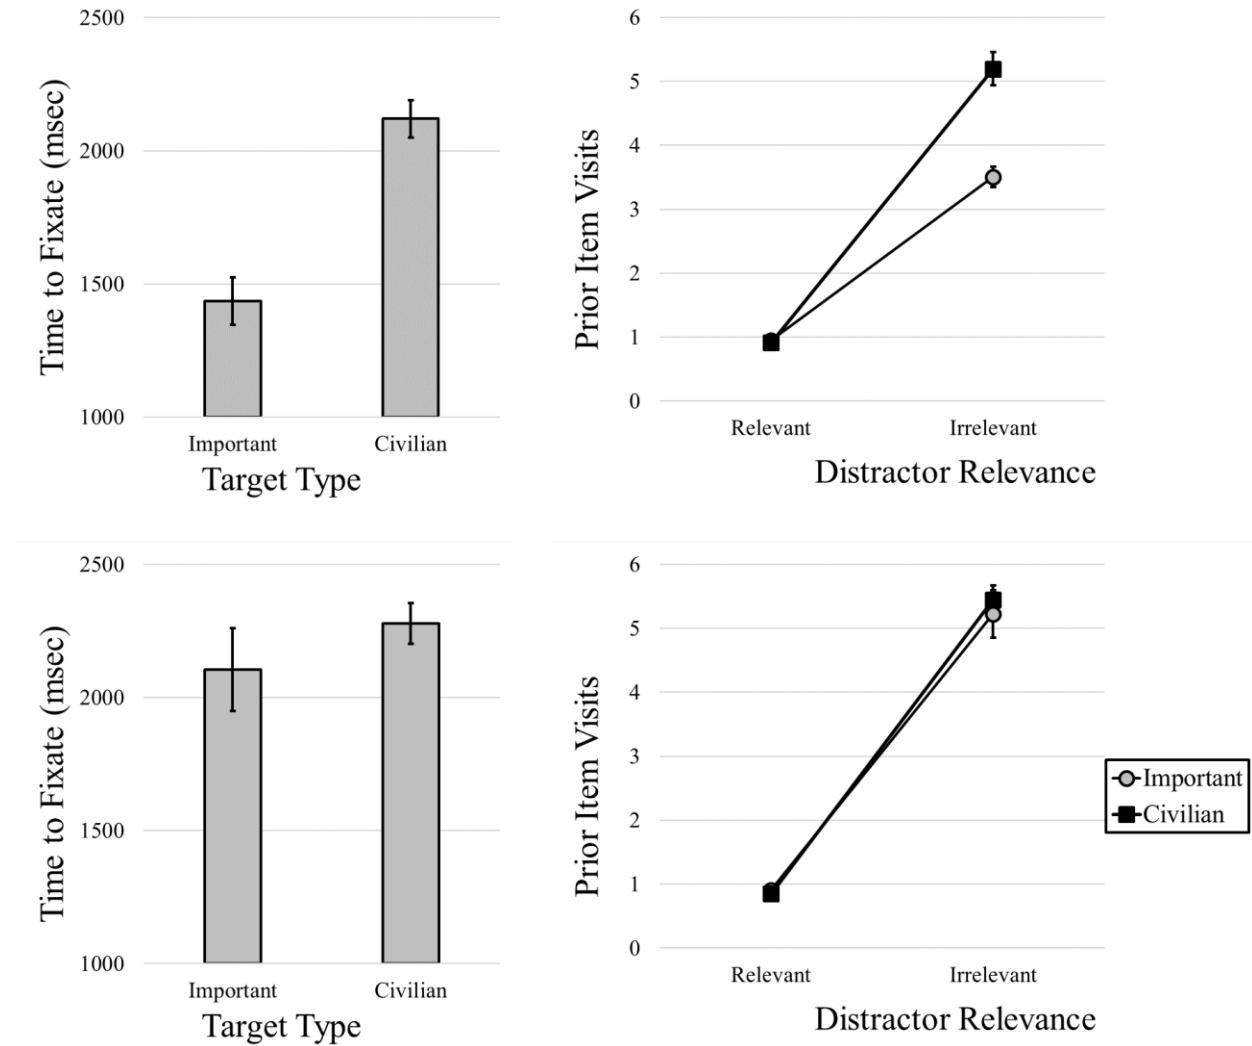 2500
2000
1500
1000
Time to Fixate (msec)
Important
Civilian
Target Type
6
5
4
3
2
1
0
Prior Item Visits
Relevant
Irrelevant
Distractor Relevance
2500
2000
1500
1000
Time to Fixate (msec)
Important
Civilian
Target Type
6
5
4
3
2
1
0
Prior Item Visits
Relevant
Irrelevant
Distractor Relevance
Important
Civilian